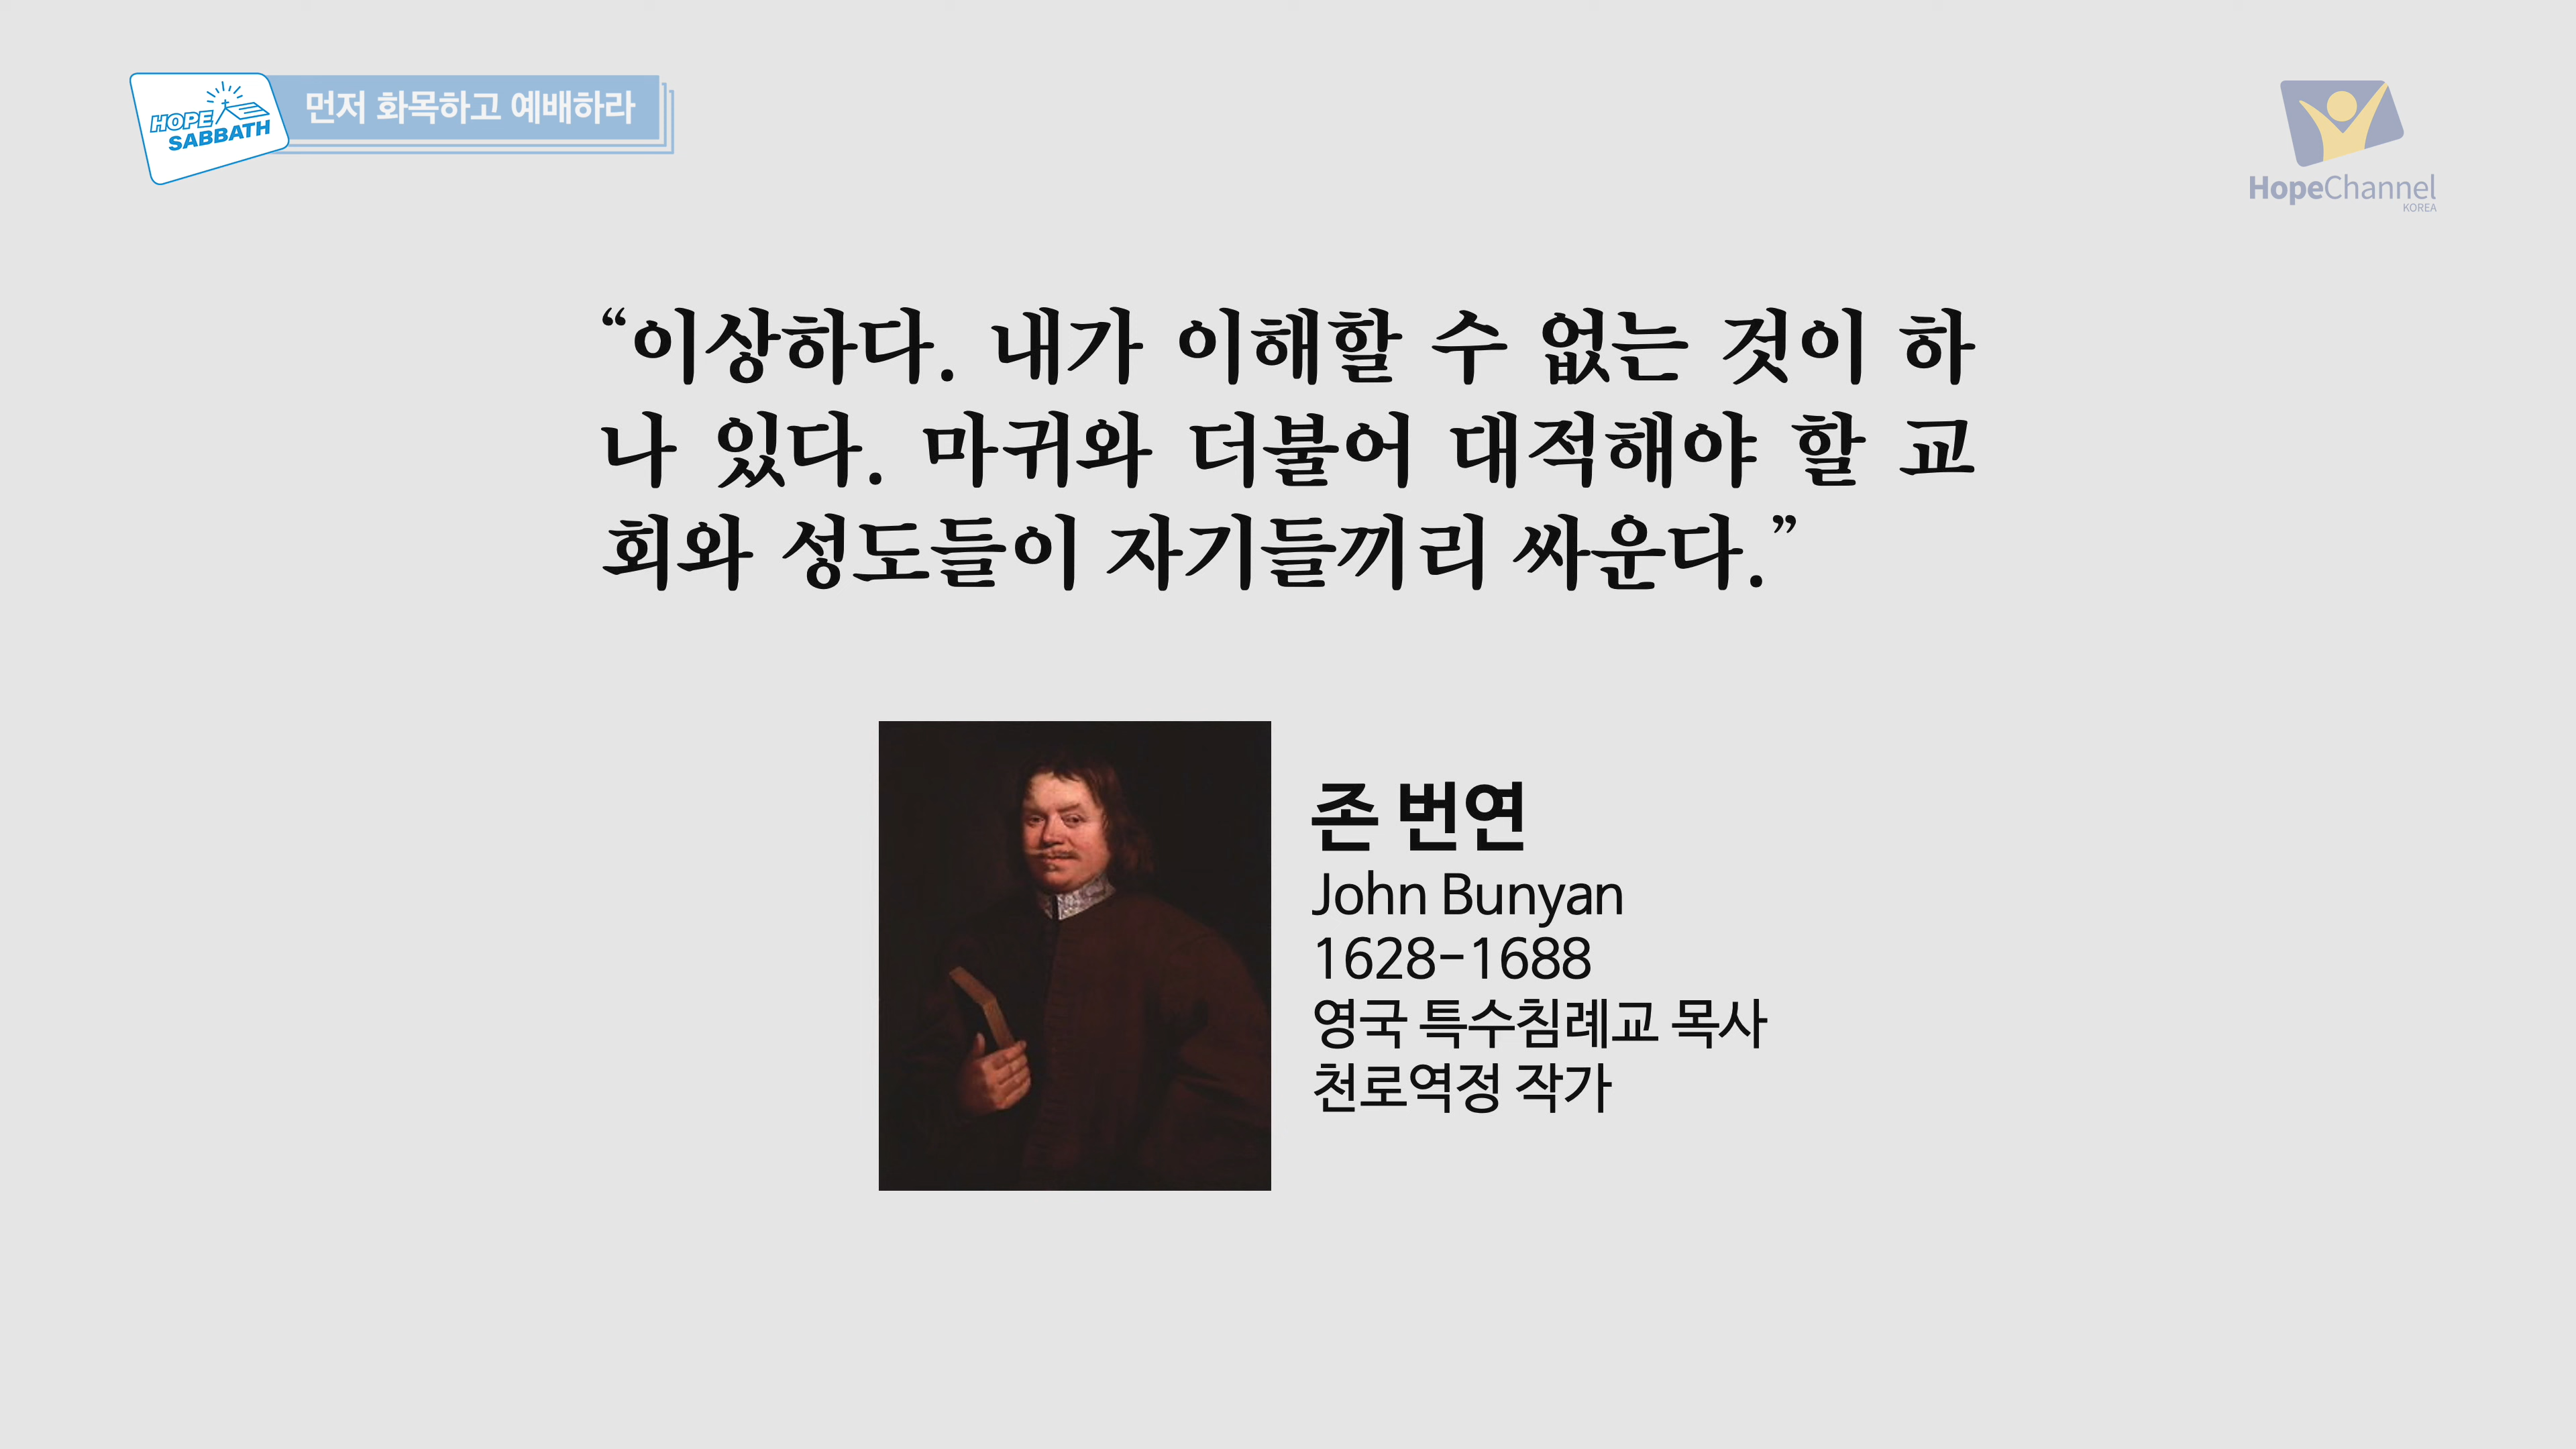 HOPE
SABBATH
먼저 화목하고 예배하라
HopeChannel
KOREA
“이상하다. 내가 이해할 수 없는 것이 하
나 있다. 마귀와 더불어 대적해야 할 교
회와 성도들이 자기들끼리 싸운다.”
존 번연
John Bunyan
1628-1688
영국 특수침례교 목사
천로역정 작가